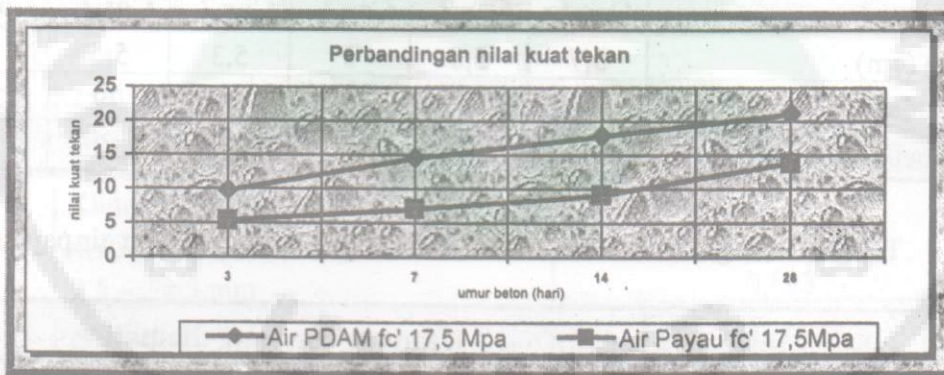 Perbandingan nilai kuat tekan
nilai kuat tekan
25
20
15
10
5
0
3 7 14 28
umur beton (hari)
Air PDAM fc' 17,5 Mpa Air Payau fc' 17,5Mpa